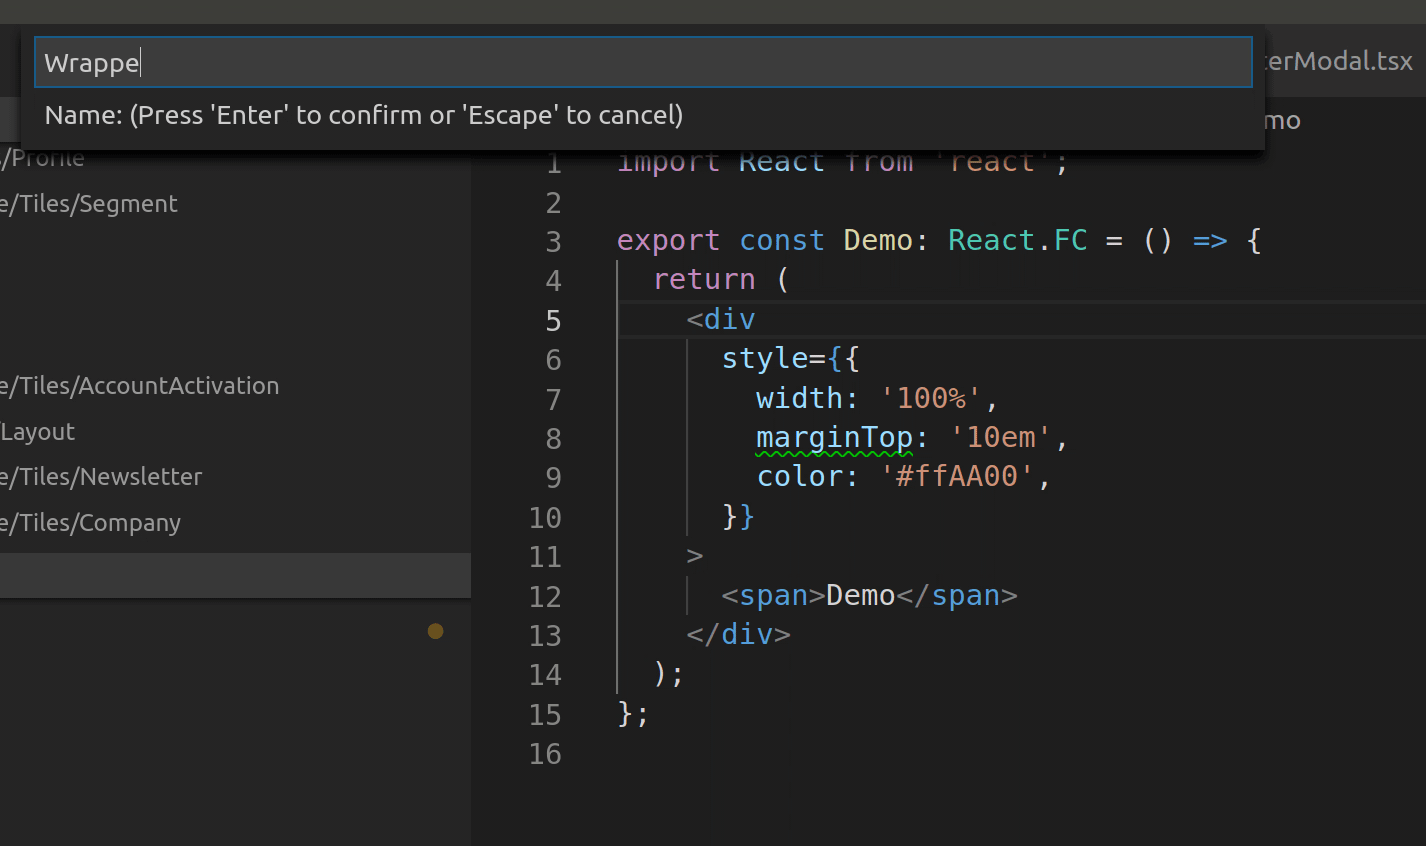 Wrappe
Name: (Press 'Enter' to confirm or 'Escape' to cancel)
erModal.tsx
mo
/Profile
e/Tiles/Segment
e/Tiles/AccountActivation
/Layout
e/Tiles/Newsletter
e/Tiles/Company
1 import React from 'react';
2
3 export const Demo: React.FC = () => {
4 return (
5 <div
6 style={{
7 width: '100%',
8 marginTop: '10em',
9 color: '#ffAA00',
10 }}
11 >
12 <span>Demo</span>
13 </div>
14 );
15 };
16